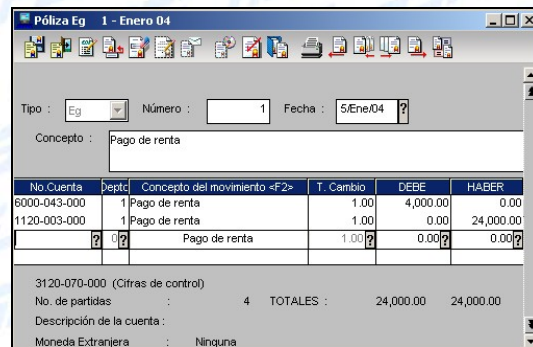 Póliza Eg 1 - Enero 04
Tipo : Eg Número : 1 Fecha : 5/Ene/04 ?
Concepto : Pago de renta
No.Cuenta Depto Concepto del movimiento <F2> T. Cambio DEBE HABER
6000-043-000 1 Pago de renta 1.00 4,000.00 0.00
1120-003-000 1 Pago de renta 1.00 0.00 24,000.00
? 0 ? Pago de renta 1.00 ? 0.00 ? 0.00 ?
3120-070-000 (Cifras de control)
No. de partidas : 4 TOTALES : 24,000.00 24,000.00
Descripción de la cuenta :
Moneda Extranjera : Ninguna